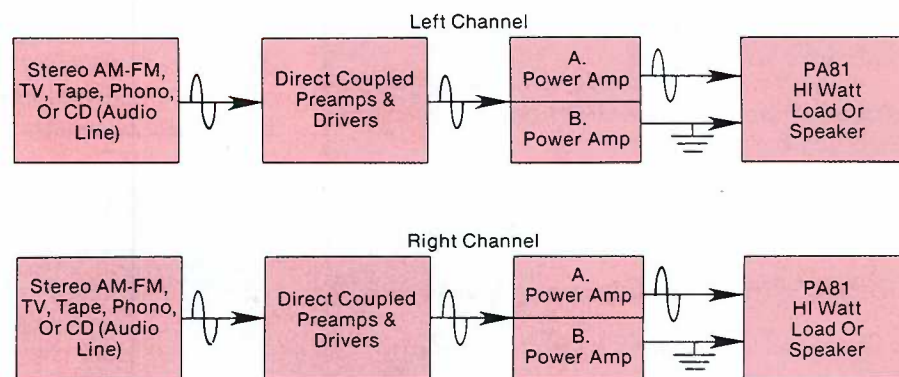 Left Channel
Stereo AM-FM,
TV, Tape, Phono,
Or CD (Audio
Line)
Direct Coupled
Preamps &
Drivers
A.
Power Amp
B.
Power Amp
PA81
HI Watt
Load Or
Speaker
Right Channel
Stereo AM-FM,
TV, Tape, Phono,
Or CD (Audio
Line)
Direct Coupled
Preamps &
Drivers
A.
Power Amp
B.
Power Amp
PA81
HI Watt
Load Or
Speaker